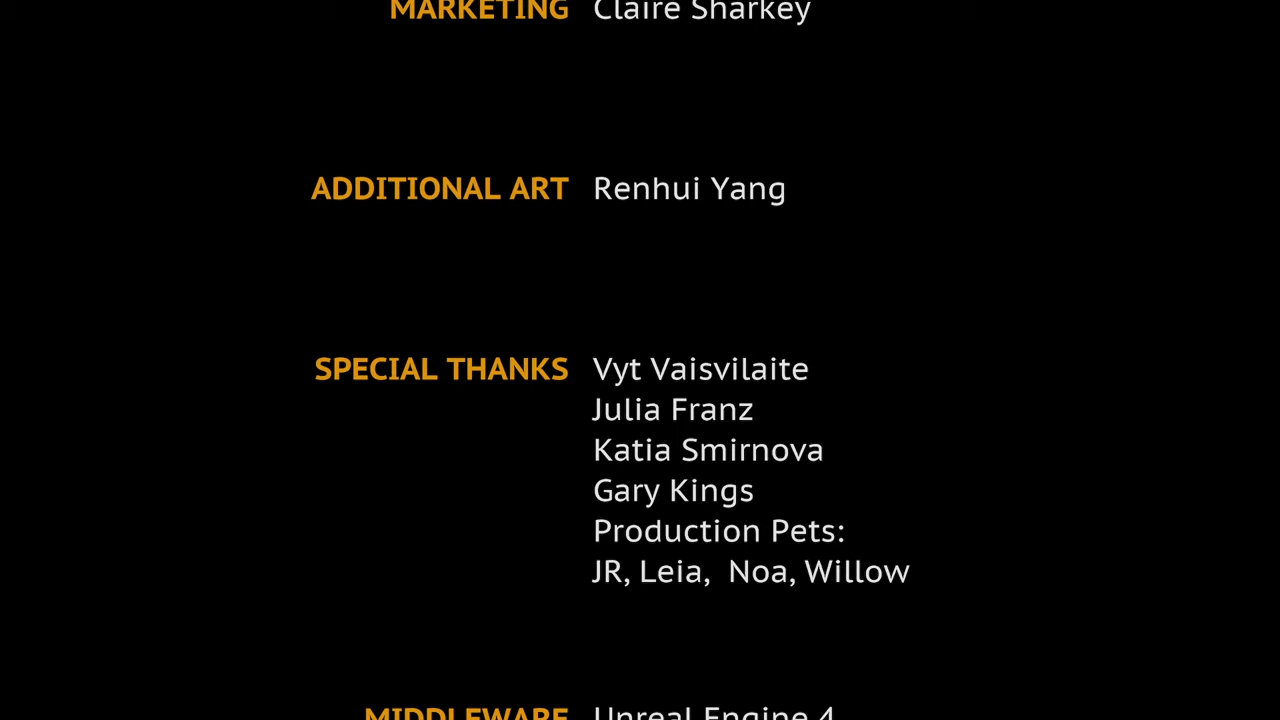 MARKETING Claire Sharkey
ADDITIONAL ART Renhui Yang
SPECIAL THANKS Vyt Vaisvilaite
Julia Franz
Katia Smirnova
Gary Kings
Production Pets:
JR, Leia,  Noa, Willow
MIDDLEWARE Unreal Engine 4